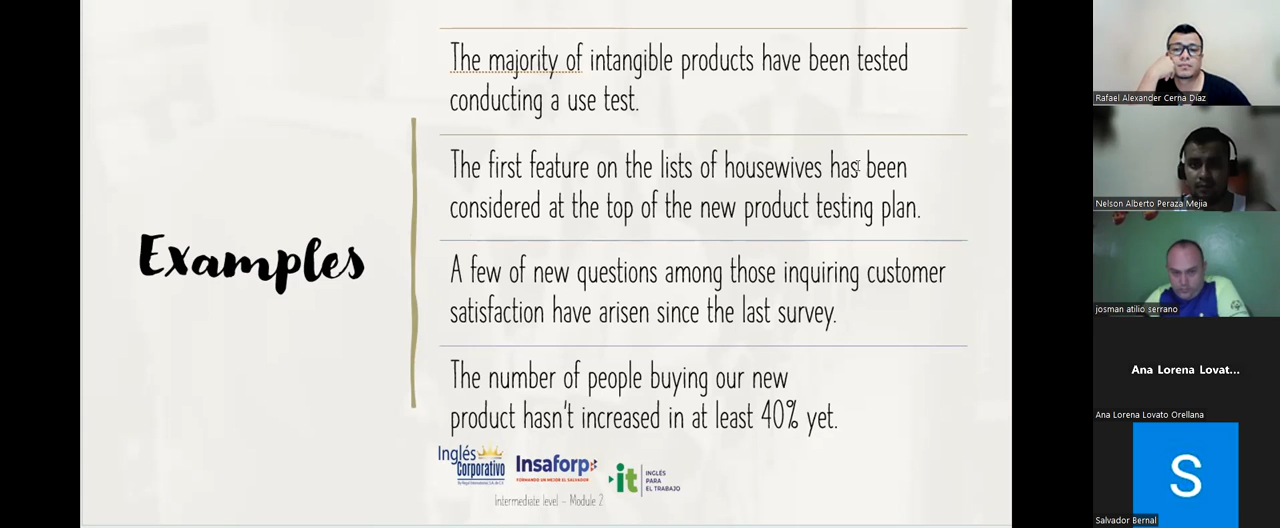 Examples
The majority of intangible products have been tested
conducting a use test.
The first feature on the lists of housewives has been
considered at the top of the new product testing plan.
A few of new questions among those inquiring customer
satisfaction have arisen since the last survey.
The number of people buying our new
product hasn't increased in at least 40% yet.
Inglés
Corporativo
Insaforp
FORMANDO UN MEJOR EL SALVADOR
it
INGLÉS
PARA
EL TRABAJO
Intermediate level - Module 2
Rafael Alexander Cerna Díaz
Nelson Alberto Peraza Mejia
josman atilio serrano
Ana Lorena Lovat...
Ana Lorena Lovato Orellana
S
Salvador Bernal